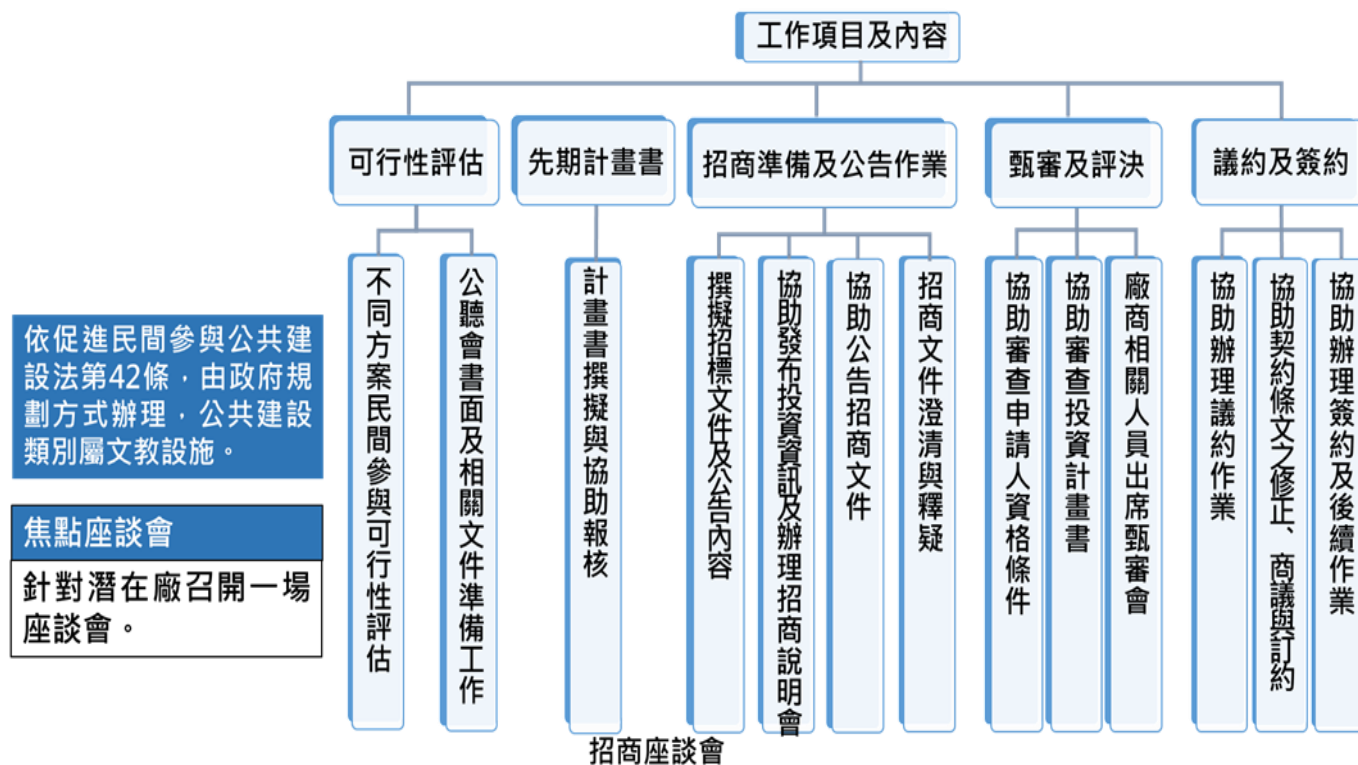 工作項目及內容
可行性評估
先期計畫書
招商準備及公告作業
甄審及評決
議約及簽約
不同方案民間參與可行性評估
公聽會書面及相關文件準備工作
計畫書撰擬與協助報核
撰擬招標文件及公告內容
協助發布投資資訊及辦理招商說明會
協助公告招商文件
招商文件澄清與釋疑
協助審查申請人資格條件
協助審查投資計畫書
廠商相關人員出席甄審會
協助辦理議約作業
協助契約條文之修正、商議與訂約
協助辦理簽約及後續作業
依促進民間參與公共建
設法第42條，由政府規
劃方式辦理，公共建設
類別屬文教設施。
焦點座談會
針對潛在廠召開一場
座談會。
招商座談會